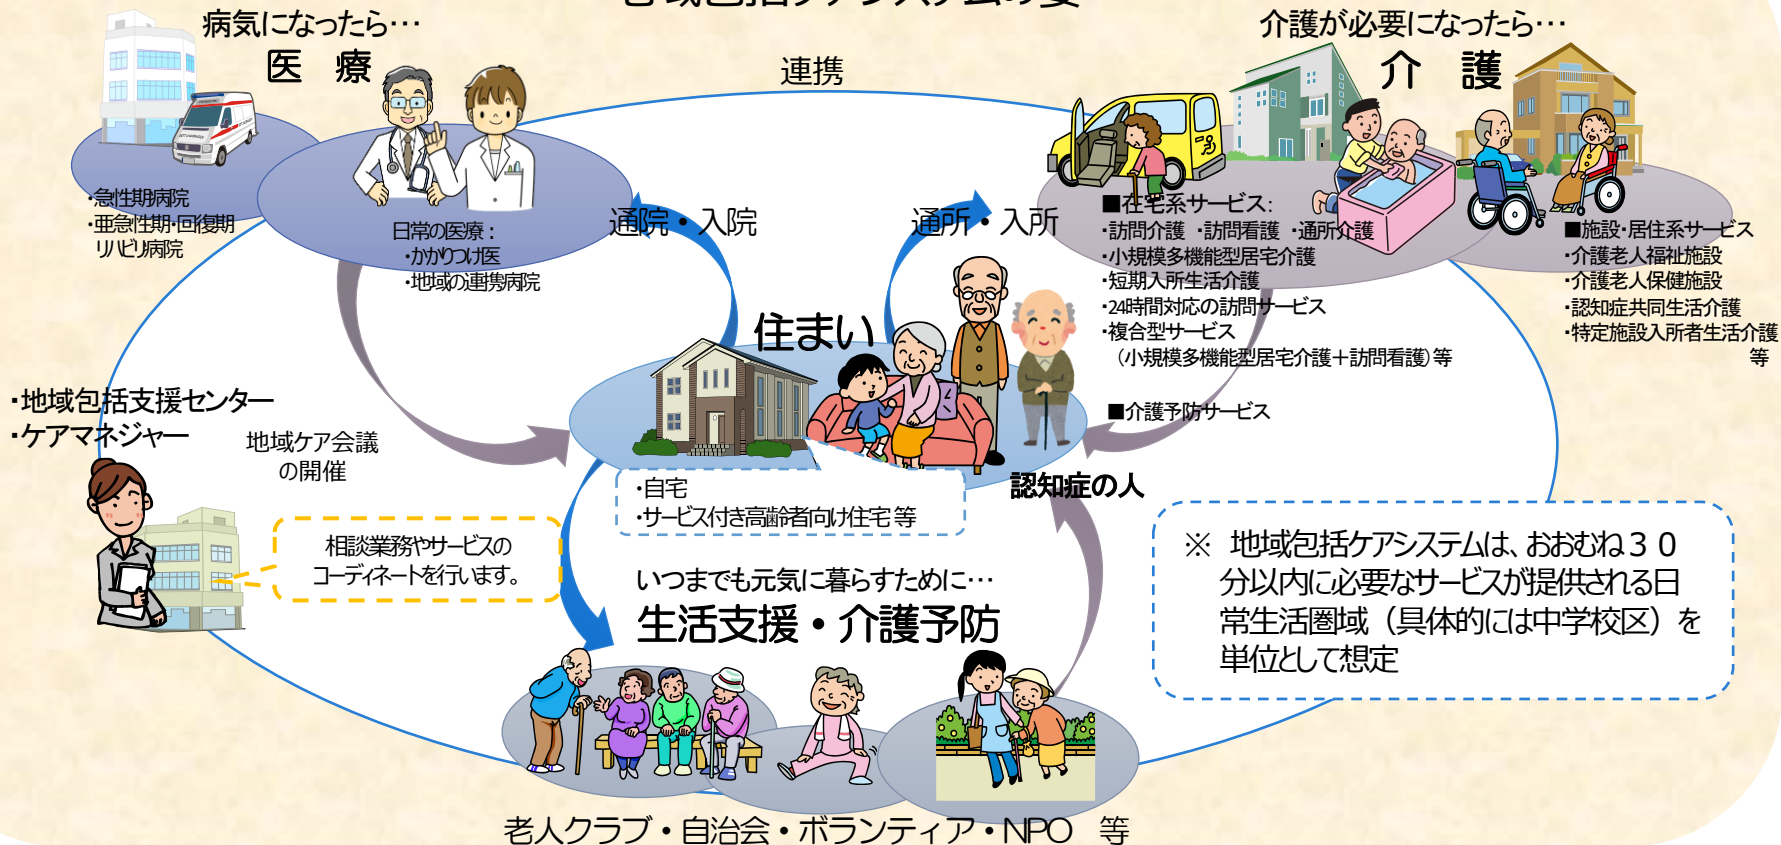 病気になったら…
医 療
連携
介護が必要になったら…
介 護
・急性期病院
・亜急性期・回復期
リハビリ病院
日常の医療：
・かかりつけ医
・地域の連携病院
通院・入院
通所・入所
■在宅系サービス：
・訪問介護 ・訪問看護 ・通所介護
・小規模多機能型居宅介護
・短期入所生活介護
・24時間対応の訪問サービス
・複合型サービス
（小規模多機能型居宅介護＋訪問看護）等
■介護予防サービス
■施設・居住系サービス
・介護老人福祉施設
・介護老人保健施設
・認知症共同生活介護
・特定施設入所者生活介護
等
住まい
・自宅
・サービス付き高齢者向け住宅 等
認知症の人
・地域包括支援センター
・ケアマネジャー
地域ケア会議
の開催
相談業務やサービスの
コーディネートを行います。
いつまでも元気に暮らすために…
生活支援・介護予防
※ 地域包括ケアシステムは、おおむね３０
分以内に必要なサービスが提供される日
常生活圏域（具体的には中学校区）を
単位として想定
老人クラブ・自治会・ボランティア・NPO 等